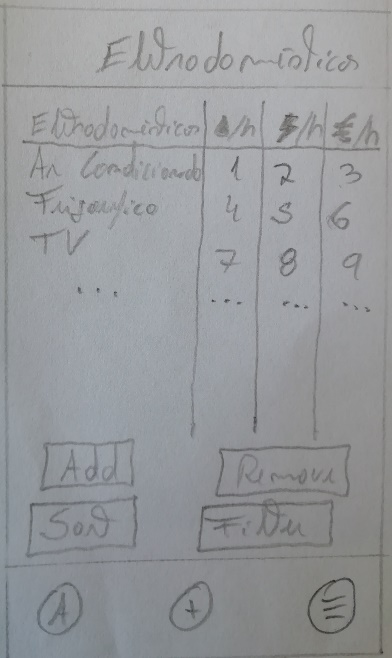 Eletrodomésticos
Eletrodomésticos 💧/h ⚡/h €/h
Ar Condicionado 1 2 3
Frigorífico 4 5 6
TV 7 8 9
... ... ... ...
Add Remove
Sort Filter
A +